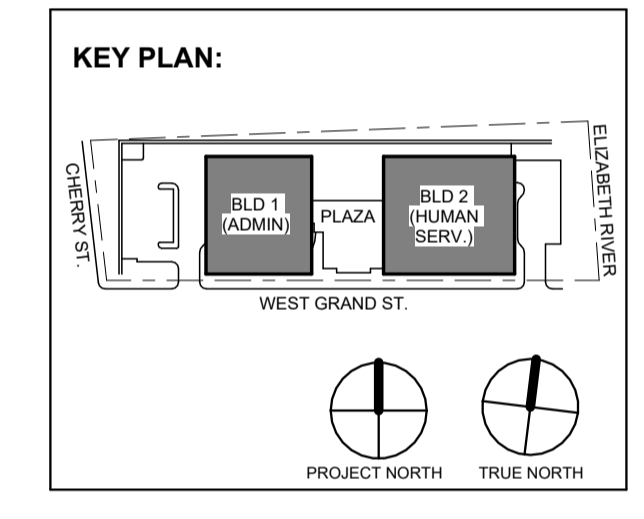 KEY PLAN:
CHERRY ST.
BLD 1
(ADMIN)
PLAZA
BLD 2
(HUMAN
SERV.)
ELIZABETH RIVER
WEST GRAND ST.
PROJECT NORTH
TRUE NORTH